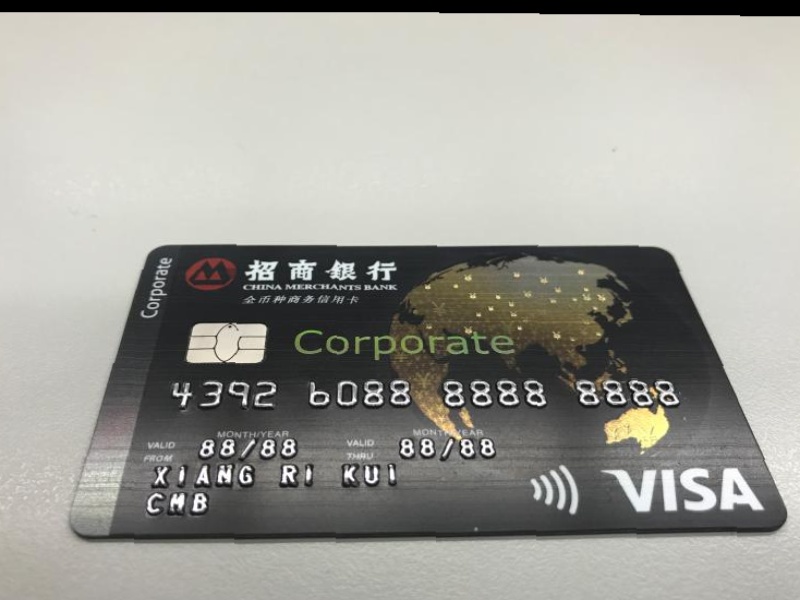 Corporate
招商銀行
CHINA MERCHANTS BANK
全币种商务信用卡
Corporate
4392 6088 8888 8888
MONTH/YEAR MONTH/YEAR
VALID FROM 88/88 VALID THRU 88/88
XIANG RI KUI
CMB
VISA